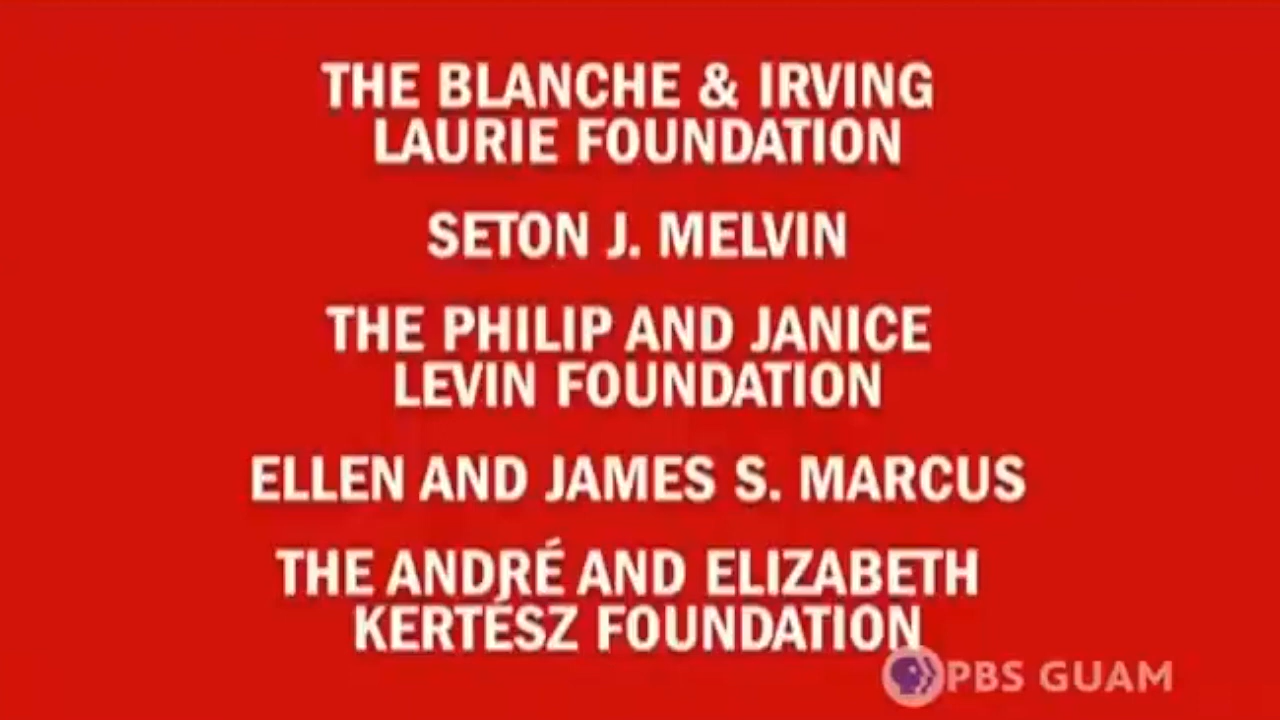 THE BLANCHE & IRVING
LAURIE FOUNDATION
SETON J. MELVIN
THE PHILIP AND JANICE
LEVIN FOUNDATION
ELLEN AND JAMES S. MARCUS
THE ANDRÉ AND ELIZABETH
KERTÉSZ FOUNDATION
PBS GUAM